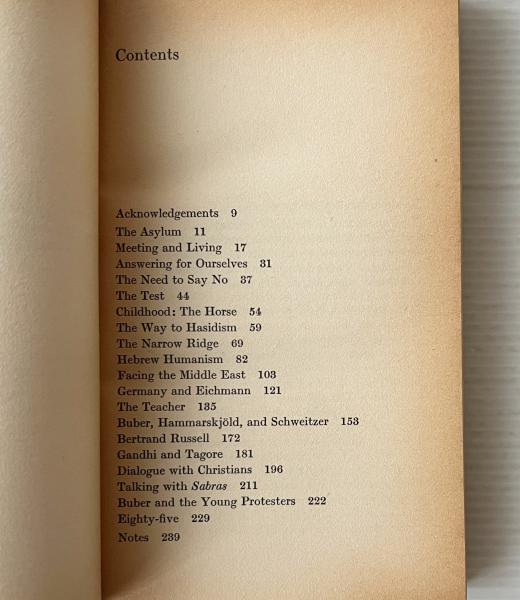 Contents
Acknowledgements 9
The Asylum 11
Meeting and Living 17
Answering for Ourselves 31
The Need to Say No 37
The Test 44
Childhood: The Horse 54
The Way to Hasidism 59
The Narrow Ridge 69
Hebrew Humanism 82
Facing the Middle East 103
Germany and Eichmann 121
The Teacher 135
Buber, Hammarskjöld, and Schweitzer 153
Bertrand Russell 172
Gandhi and Tagore 181
Dialogue with Christians 196
Talking with Sabras 211
Buber and the Young Protesters 222
Eighty-five 229
Notes 239